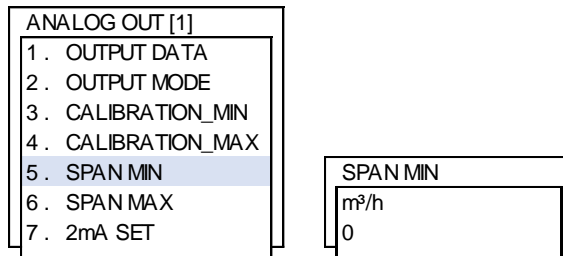 ANALOG OUT [1]
1. OUTPUT DATA
2. OUTPUT MODE
3. CALIBRATION_MIN
4. CALIBRATION_MAX
5. SPAN MIN
6. SPAN MAX
7. 2mA SET
SPAN MIN
m³/h
0